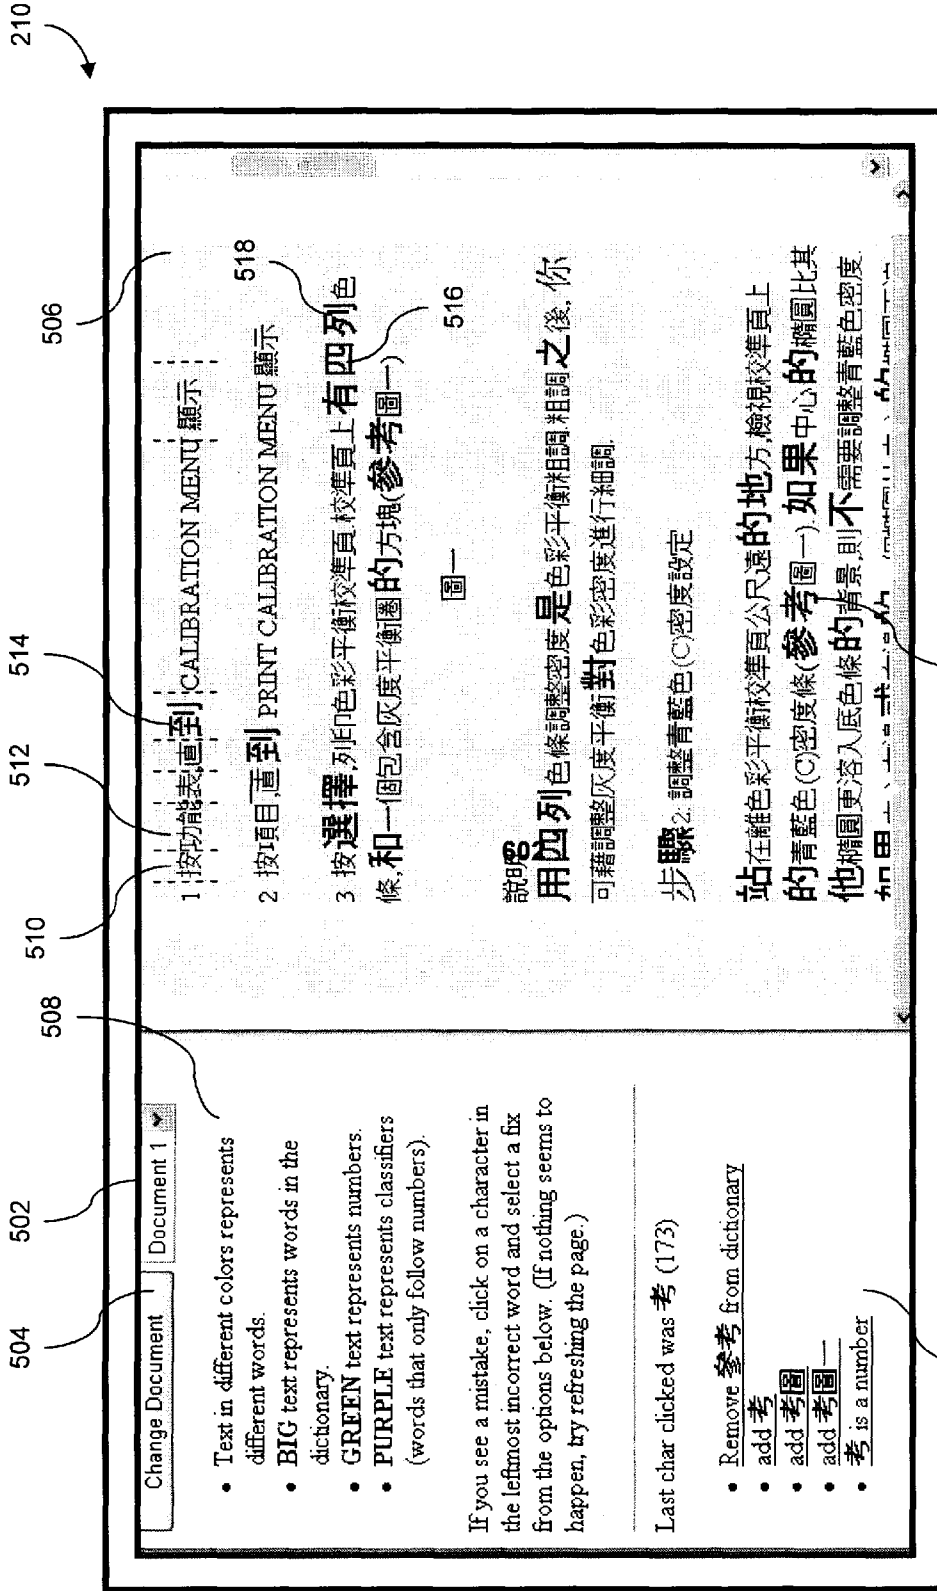 210
504
502
508
510
512
514
506
Change Document
Document 1
• Text in different colors represents
different words.
• BIG text represents words in the
dictionary.
• GREEN text represents numbers.
• PURPLE text represents classifiers
(words that only follow numbers).
If you see a mistake, click on a character in
the leftmost incorrect word and select a fix
from the options below. (If nothing seems to
happen, try refreshing the page.)
Last char clicked was 考 (173)
• Remove 參考 from dictionary
• add 考
• add 考圖
• add 考圖一
• 考 is a number
1 按功能表,直到 CALIBRATION MENU 顯示
2 按項目,直到 PRINT CALIBRATION MENU 顯示
518
3 按選擇,列印色彩平衡校準頁.校準頁上有四列色
條,和一個包含灰度平衡圈的方塊(參考圖一)
516
圖一
說明
602
用四列色條調整密度是色彩平衡粗調.粗調之後, 你
可藉調整灰度平衡對色彩密度進行細調.
步驟2: 調整青藍色(C)密度設定
站在離色彩平衡校準頁公尺遠的地方,檢視校準頁上
的青藍色(C)密度條(參考圖一).如果中心的橢圓比其
他橢圓更溶入底色條的背景,則不需要調整青藍色密度.